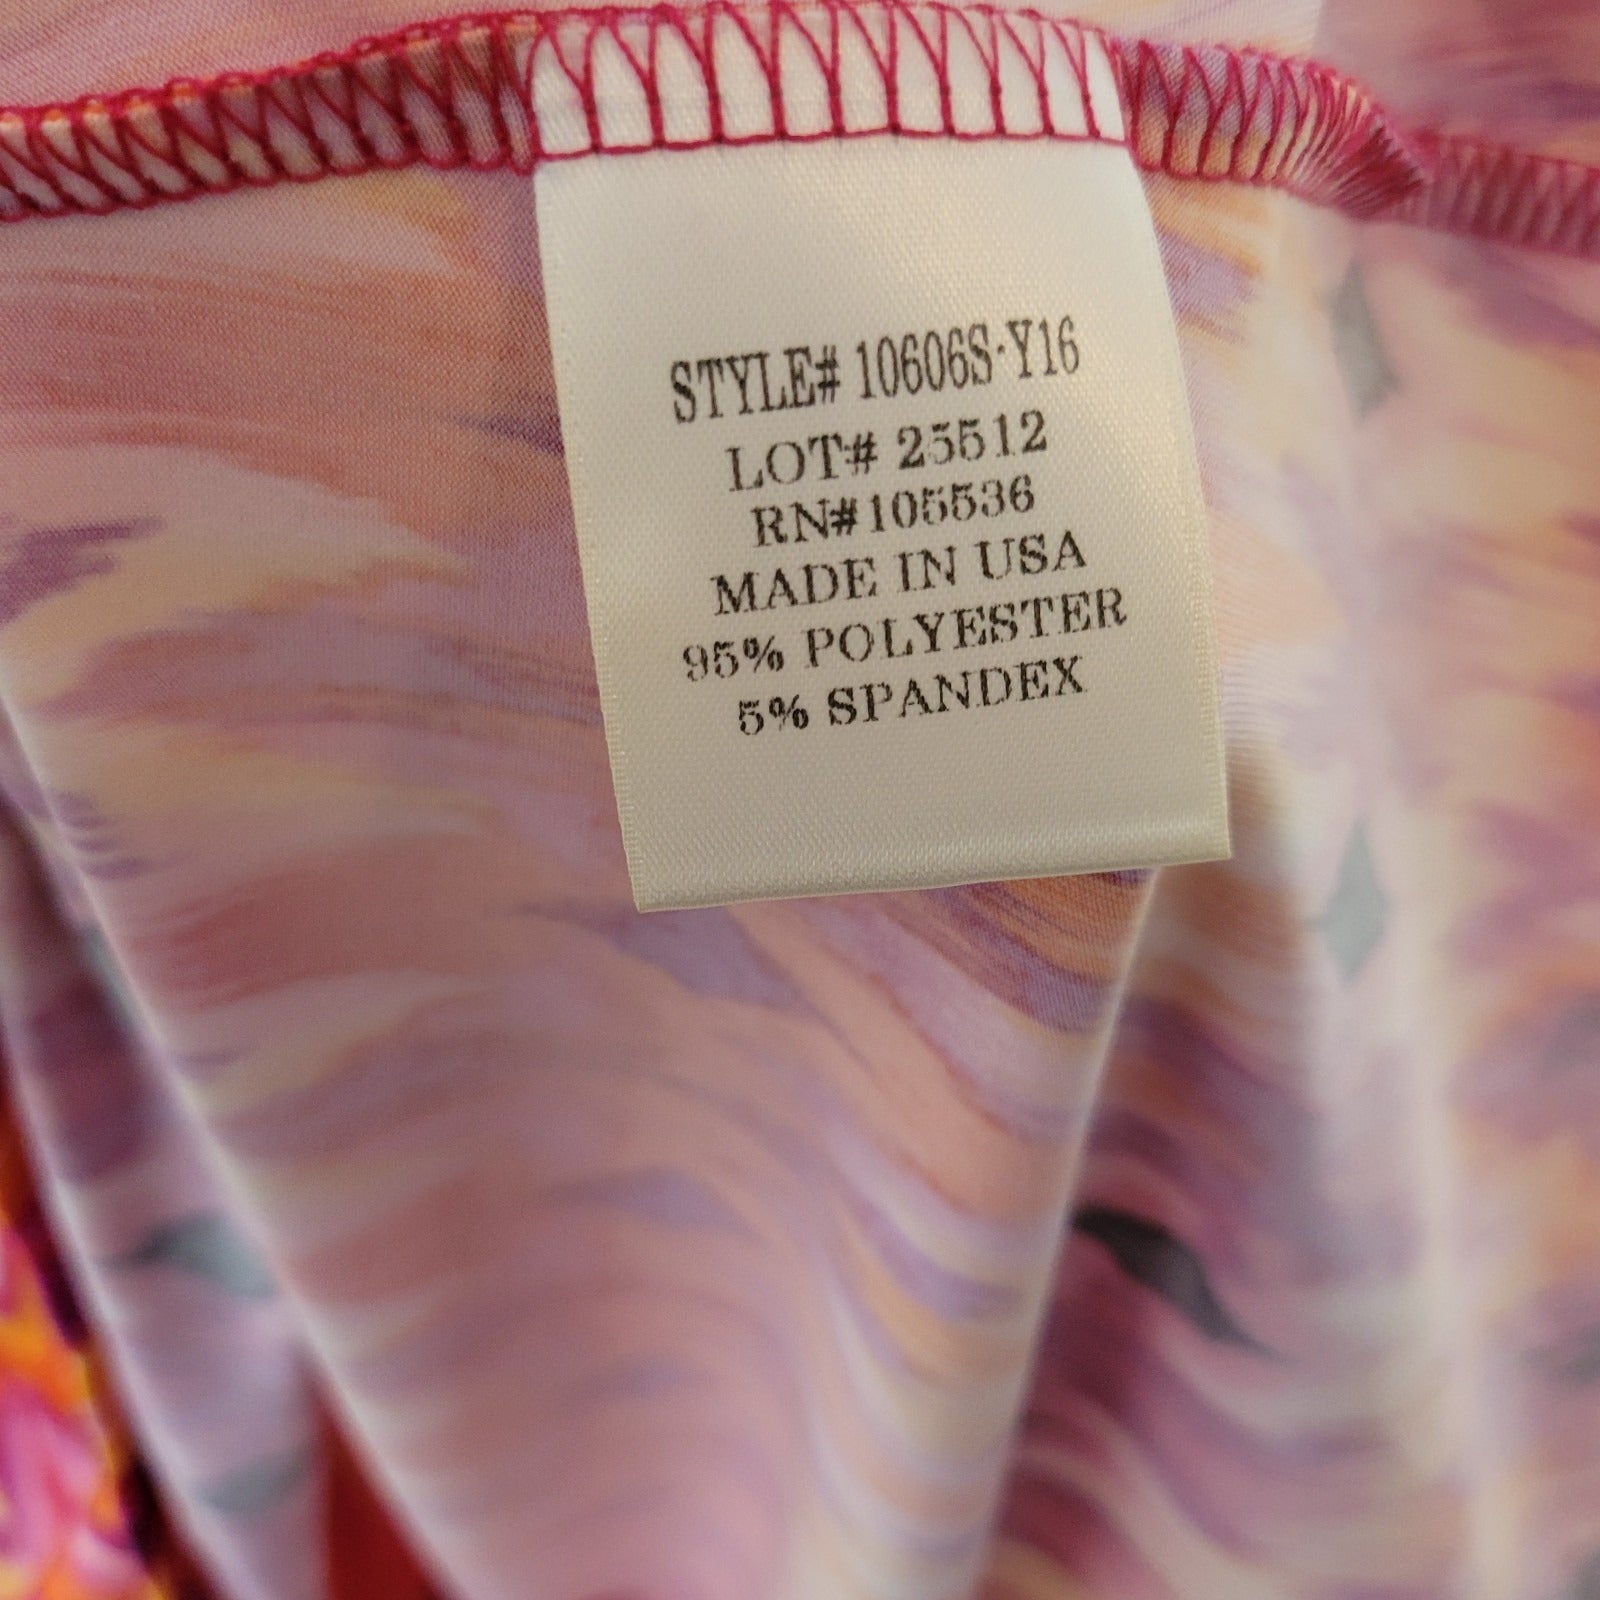 STYLE# 10606S-Y16
LOT# 25512
RN#105536
MADE IN USA
95% POLYESTER
5% SPANDEX